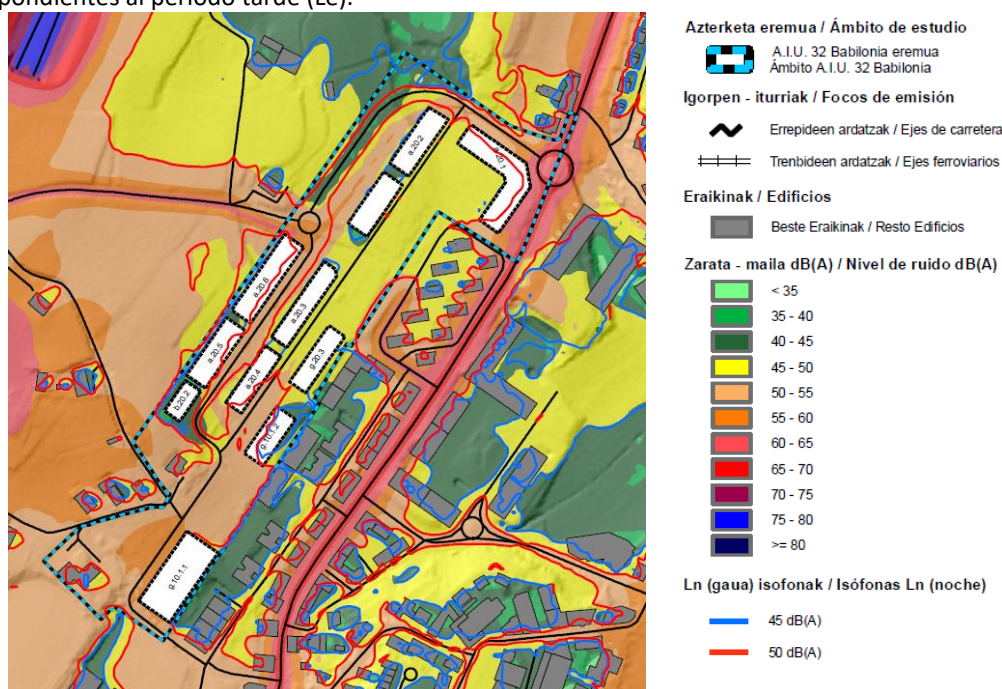 pondientes al periodo tarde (Le).
a.20.2
20.1
a.20.6
a.20.3
a.20.5
g.20.3
a.20.4
b.20.2
g.10.1.2
g.10.1.1
Azterketa eremua / Ámbito de estudio
A.I.U. 32 Babilonia eremua
Ámbito A.I.U. 32 Babilonia
Igorpen - iturriak / Focos de emisión
Errepideen ardatzak / Ejes de carretera
Trenbideen ardatzak / Ejes ferroviarios
Eraikinak / Edificios
Beste Eraikinak / Resto Edificios
Zarata - maila dB(A) / Nivel de ruido dB(A)
< 35
35 - 40
40 - 45
45 - 50
50 - 55
55 - 60
60 - 65
65 - 70
70 - 75
75 - 80
>= 80
Ln (gaua) isofonak / Isófonas Ln (noche)
45 dB(A)
50 dB(A)